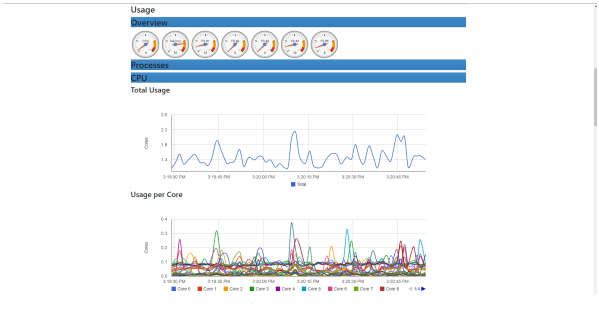 Usage
Overview
CPU
Memory
Processes
CPU
Total Usage
2.6
2.2
1.8
1.4
Cores
3:19:30 PM 3:19:45 PM 3:20:00 PM 3:20:15 PM 3:20:30 PM 3:20:45 PM
Total
Usage per Core
0.4
0.3
0.2
0.1
0.0
Cores
3:19:30 PM 3:19:45 PM 3:20:00 PM 3:20:15 PM 3:20:30 PM 3:20:45 PM
Core 0 Core 1 Core 2 Core 3 Core 4 Core 5 Core 6 Core 7 Core 8 1/4